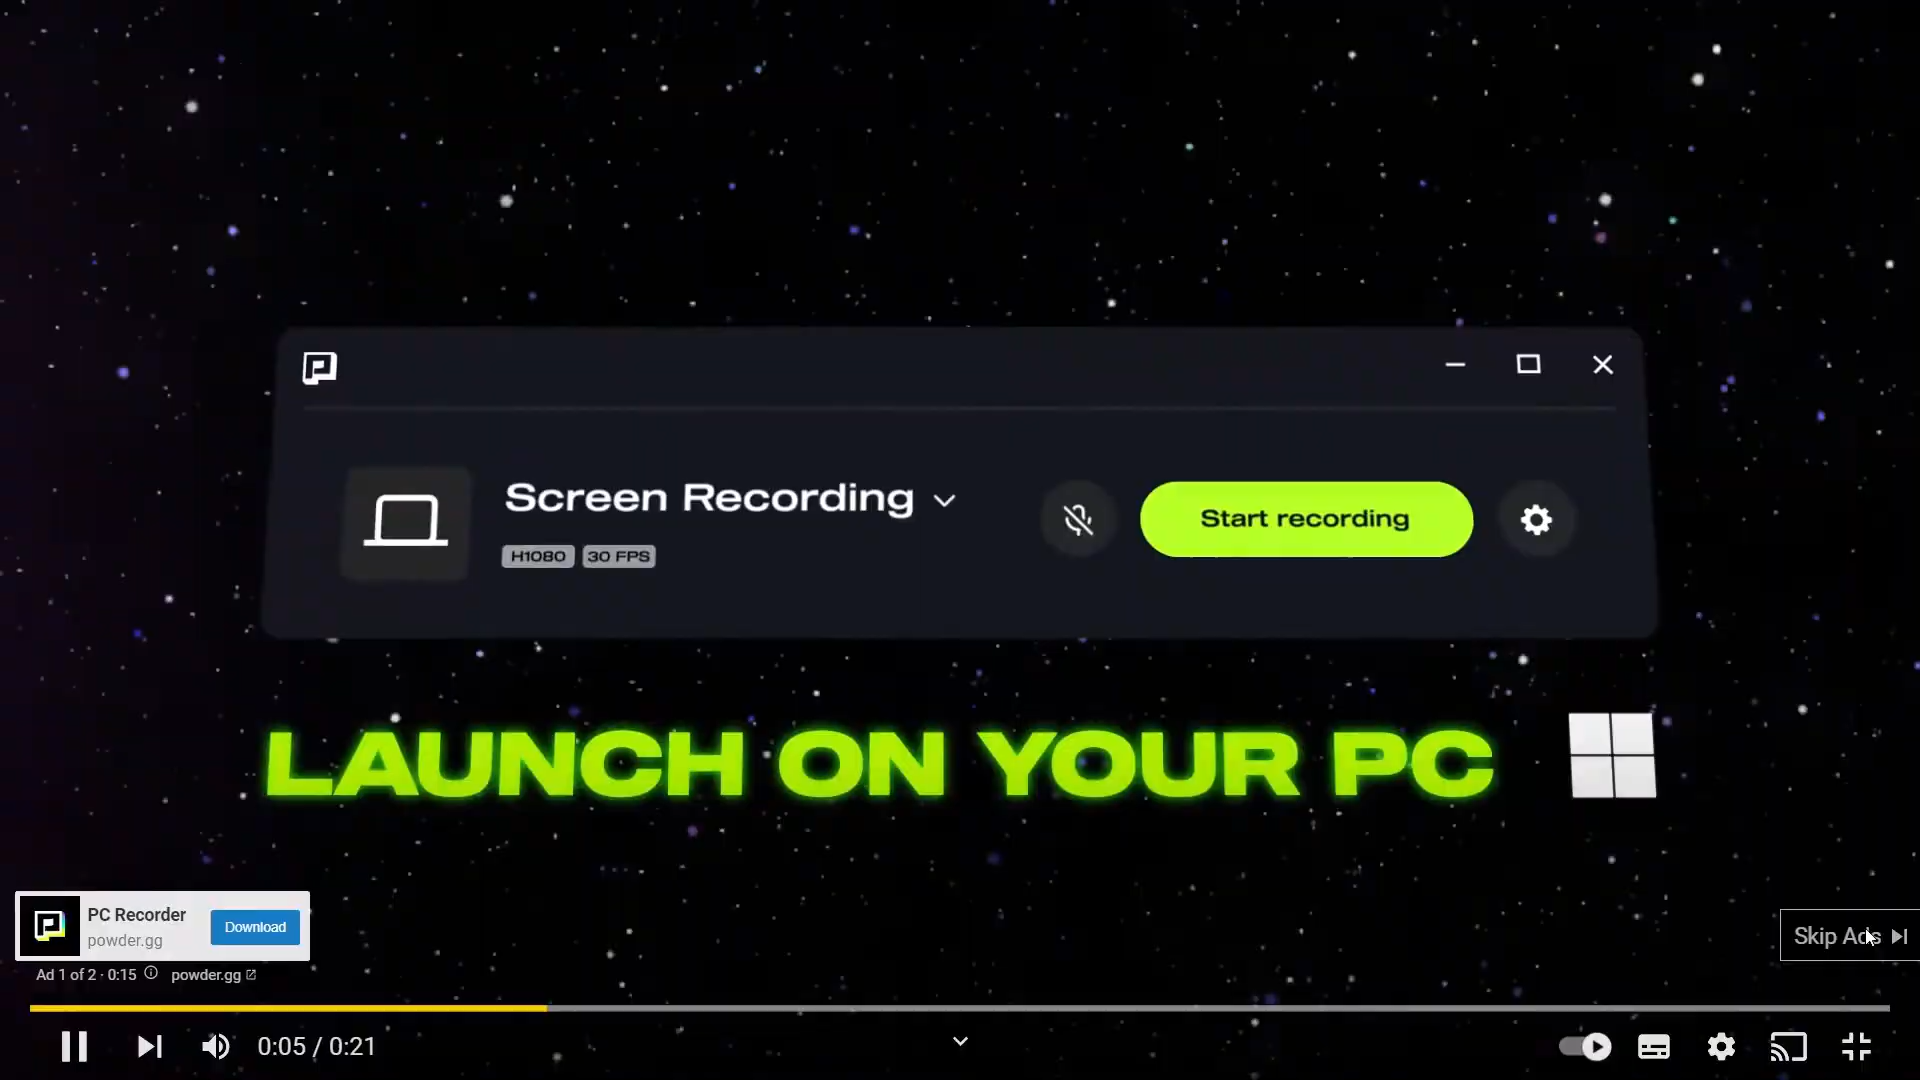 Screen Recording
H1080 30 FPS
Start recording
LAUNCH ON YOUR PC
PC Recorder
powder.gg
Download
Skip Ads
Ad 1 of 2 · 0:15
powder.gg
0:05 / 0:21